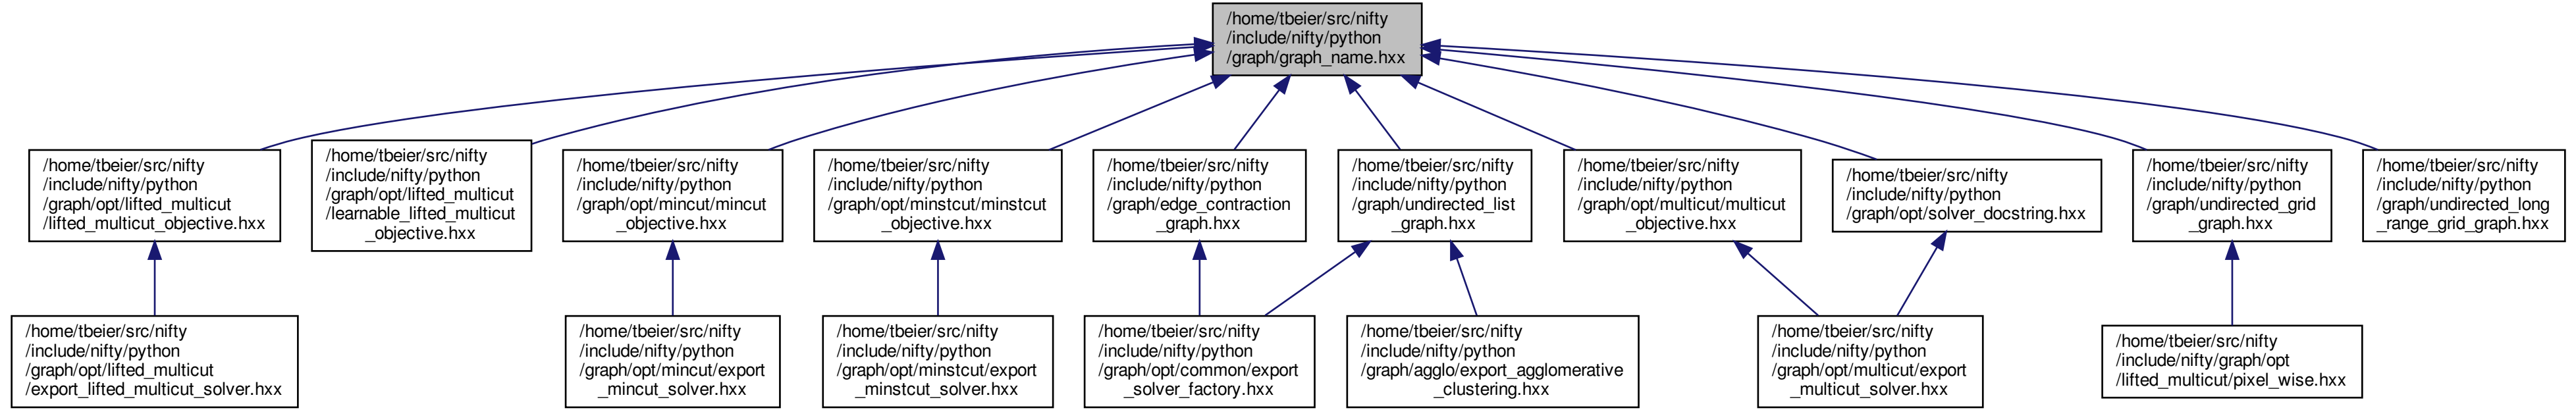 /home/tbeier/src/nifty
/include/nifty/python
/graph/graph_name.hxx
/home/tbeier/src/nifty
/include/nifty/python
/graph/opt/lifted_multicut
/lifted_multicut_objective.hxx
/home/tbeier/src/nifty
/include/nifty/python
/graph/opt/lifted_multicut
/learnable_lifted_multicut
_objective.hxx
/home/tbeier/src/nifty
/include/nifty/python
/graph/opt/mincut/mincut
_objective.hxx
/home/tbeier/src/nifty
/include/nifty/python
/graph/opt/minstcut/minstcut
_objective.hxx
/home/tbeier/src/nifty
/include/nifty/python
/graph/edge_contraction
_graph.hxx
/home/tbeier/src/nifty
/include/nifty/python
/graph/undirected_list
_graph.hxx
/home/tbeier/src/nifty
/include/nifty/python
/graph/opt/multicut/multicut
_objective.hxx
/home/tbeier/src/nifty
/include/nifty/python
/graph/opt/solver_docstring.hxx
/home/tbeier/src/nifty
/include/nifty/python
/graph/undirected_grid
_graph.hxx
/home/tbeier/src/nifty
/include/nifty/python
/graph/undirected_long
_range_grid_graph.hxx
/home/tbeier/src/nifty
/include/nifty/python
/graph/opt/lifted_multicut
/export_lifted_multicut_solver.hxx
/home/tbeier/src/nifty
/include/nifty/python
/graph/opt/mincut/export
_mincut_solver.hxx
/home/tbeier/src/nifty
/include/nifty/python
/graph/opt/minstcut/export
_minstcut_solver.hxx
/home/tbeier/src/nifty
/include/nifty/python
/graph/opt/common/export
_solver_factory.hxx
/home/tbeier/src/nifty
/include/nifty/python
/graph/agglo/export_agglomerative
_clustering.hxx
/home/tbeier/src/nifty
/include/nifty/python
/graph/opt/multicut/export
_multicut_solver.hxx
/home/tbeier/src/nifty
/include/nifty/graph/opt
/lifted_multicut/pixel_wise.hxx